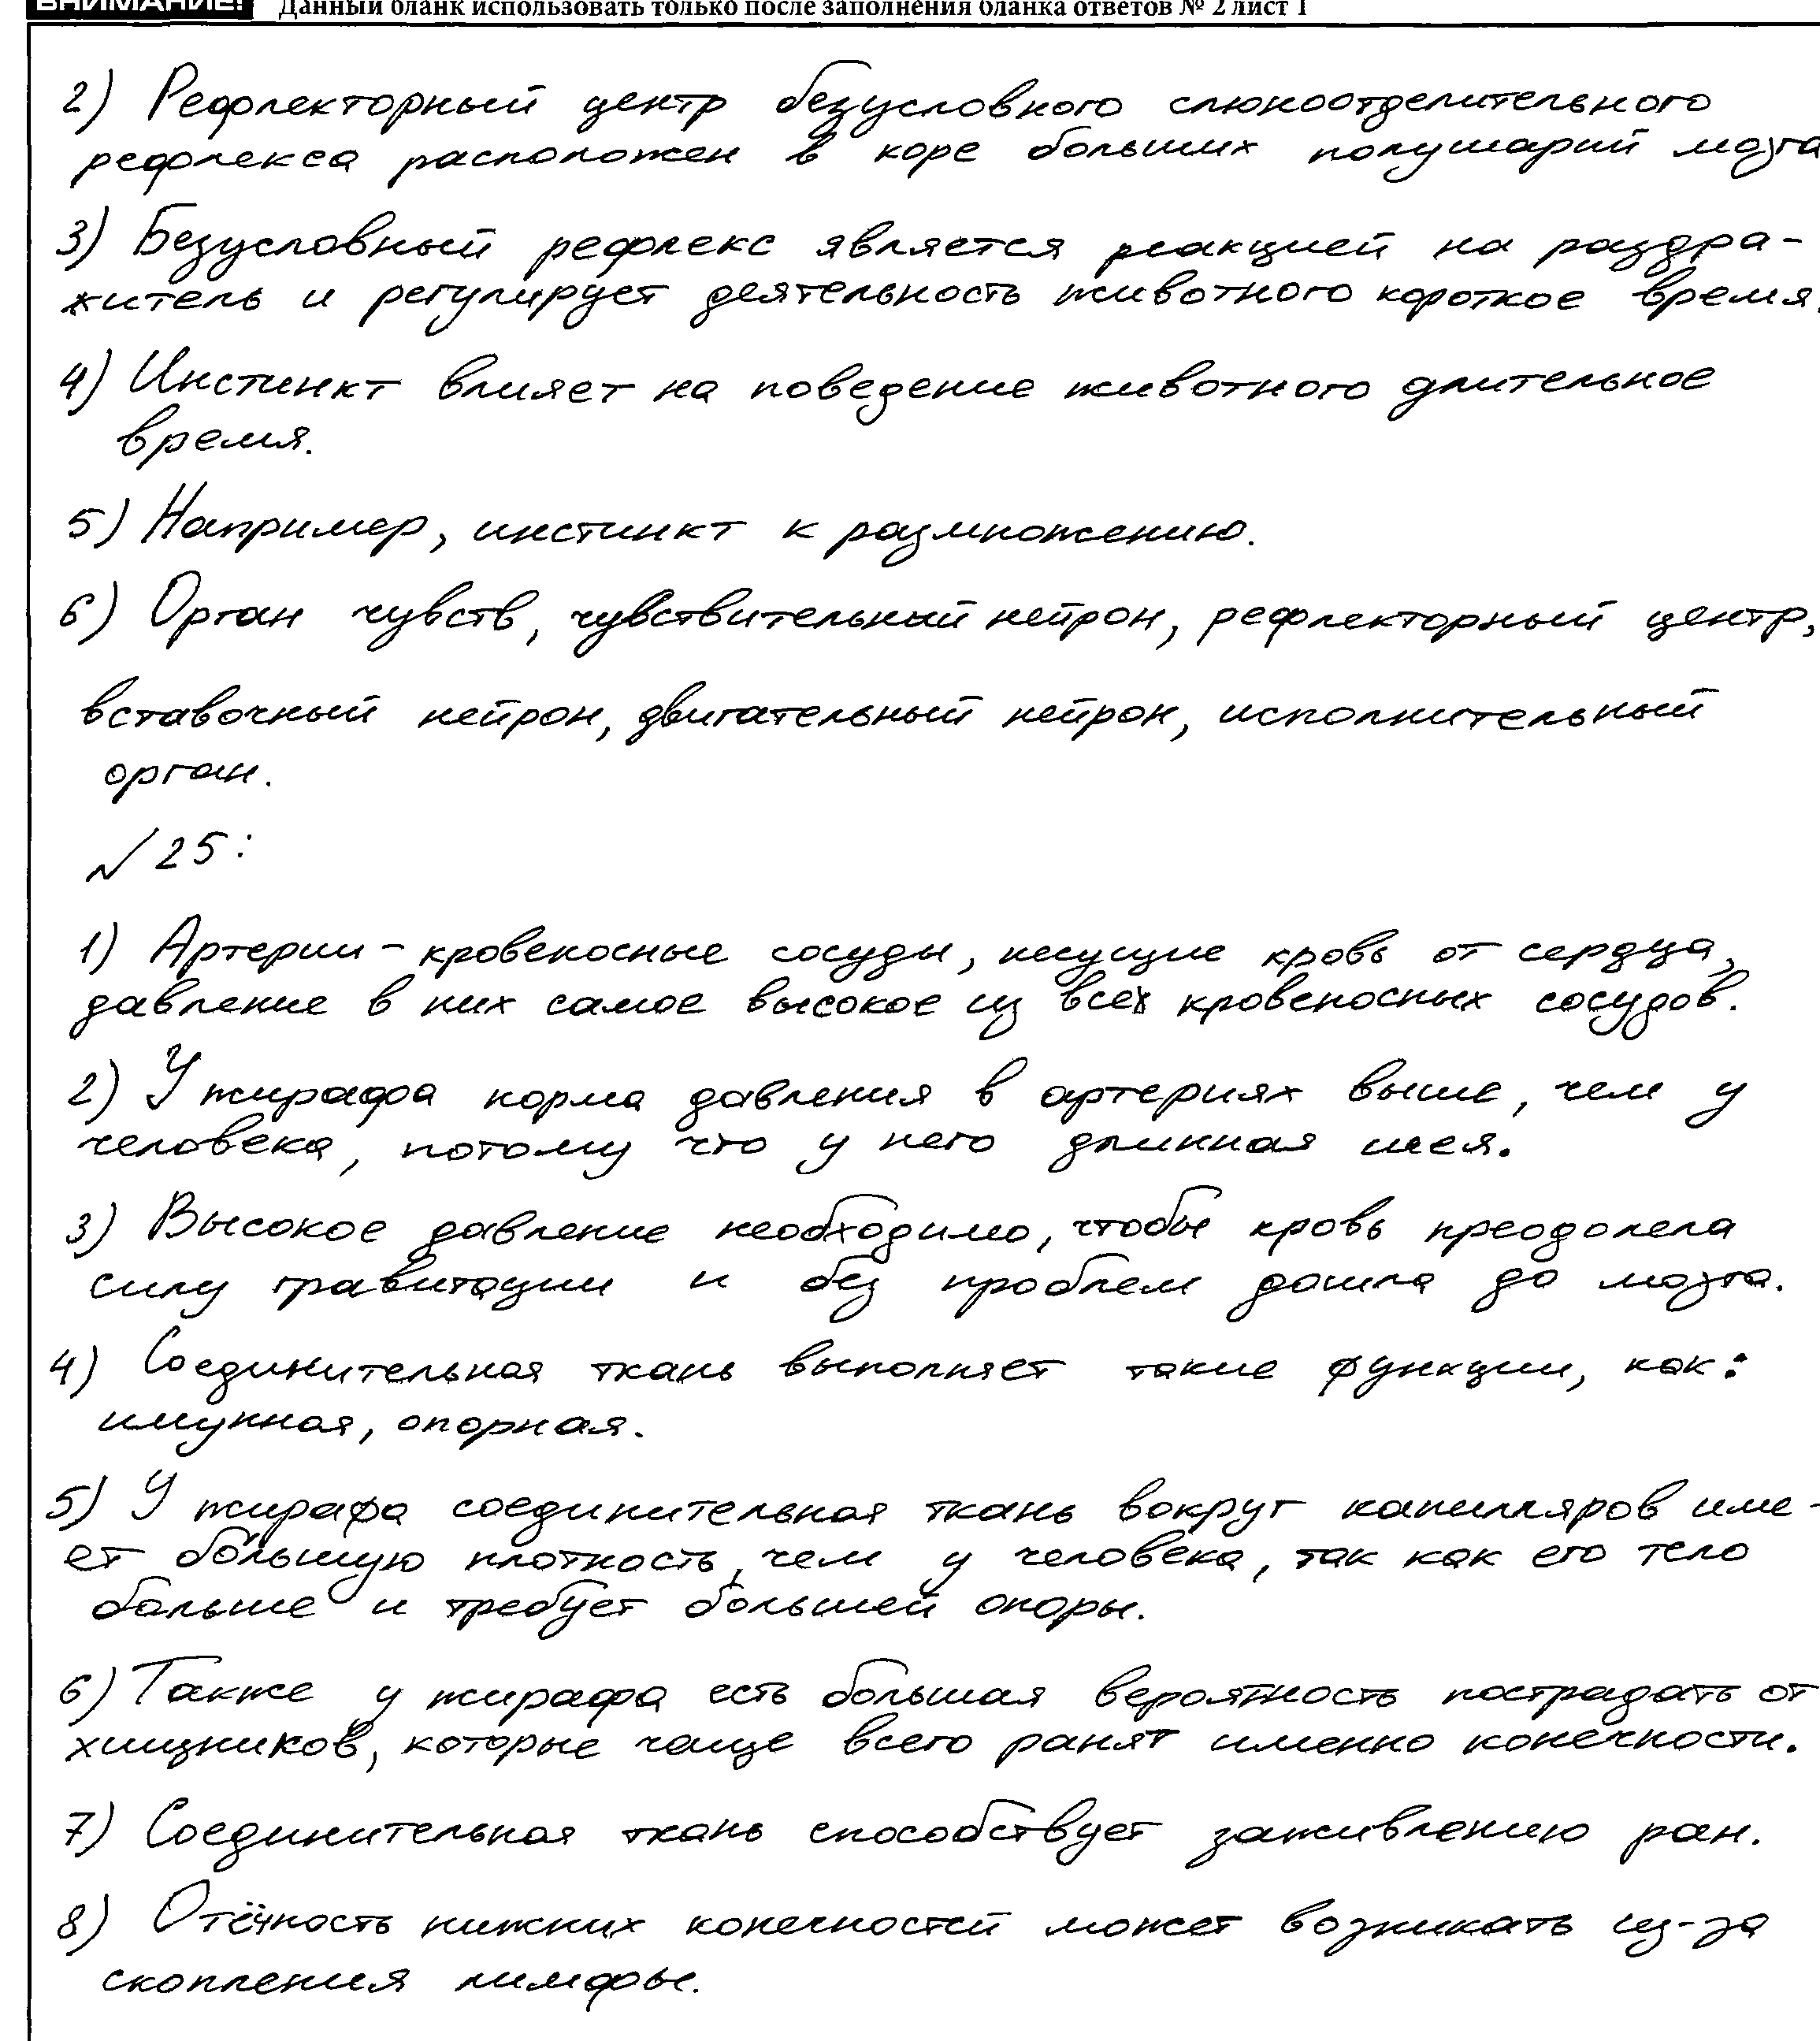 ВНИМАНИЕ! Данный бланк использовать только после заполнения бланка ответов № 2 лист 1
2) Рефлекторный центр безусловного слюноотделительного
рефлекса расположен в коре больших полушарий мозга
3) Безусловный рефлекс является реакцией на раздра-
житель и регулирует деятельность животного короткое время.
4) Инстинкт влияет на поведение животного длительное
время.
5) Например, инстинкт к размножению.
6) Орган чувств, чувствительный нейрон, рефлекторный центр,
вставочный нейрон, двигательный нейрон, исполнительный
орган.
№25:
1) Артерии - кровеносные сосуды, несущие кровь от сердца,
давление в них самое высокое из всех кровеносных сосудов.
2) У жирафа норма давления в артериях выше, чем у
человека, потому что у него длинная шея.
3) Высокое давление необходимо, чтобы кровь преодолела
силу гравитации и без проблем дошла до мозга.
4) Соединительная ткань выполняет такие функции, как:
имунная, опорная.
5) У жирафа соединительная ткань вокруг капилляров име-
ет большую плотность, чем у человека, так как его тело
больше и требует большей опоры.
6) Также у жирафа есть большая вероятность пострадать от
хищников, которые чаще всего ранят именно конечности.
7) Соединительная ткань способствует заживлению ран.
8) Отёчность нижних конечностей может возникать из-за
скопления лимфы.